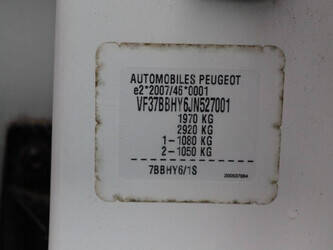 AUTOMOBILES PEUGEOT
e2*2007/46*0001
VF37BBHY6JN527001
1970 KG
2920 KG
1-1080 KG
2-1050 KG
7BBHY6/1S